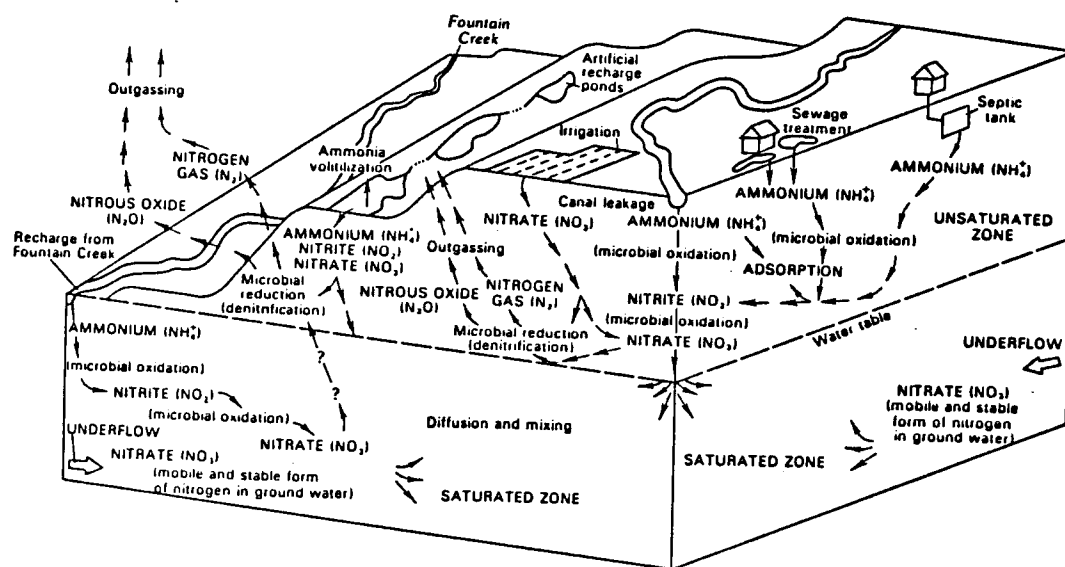 Fountain
Creek
Outgassing
Artificial
recharge
ponds
NITROGEN
GAS (N₂)
Ammonia
volitilization
Irrigation
Sewage
treatment
Septic
tank
NITROUS OXIDE
(N₂O)
Recharge from
Fountain Creek
AMMONIUM (NH₄⁺)
NITRITE (NO₂)
NITRATE (NO₃)
Microbial
reduction
(denitrification)
Outgassing
NITROUS OXIDE
(N₂O)
NITROGEN
GAS (N₂)
Microbial reduction
(denitrification)
NITRATE (NO₃)
Canal leakage
AMMONIUM (NH₄⁺)
(microbial oxidation)
NITRITE (NO₂)
(microbial oxidation)
NITRATE (NO₃)
AMMONIUM (NH₄⁺)
(microbial oxidation)
ADSORPTION
AMMONIUM (NH₄⁺)
UNSATURATED
ZONE
Water table
AMMONIUM (NH₄⁺)
(microbial oxidation)
NITRITE (NO₂)
(microbial oxidation)
NITRATE (NO₃)
?
?
UNDERFLOW
NITRATE (NO₃)
(mobile and stable form
of nitrogen in ground water)
Diffusion and mixing
SATURATED ZONE
UNDERFLOW
NITRATE (NO₃)
(mobile and stable
form of nitrogen
in ground water)
SATURATED ZONE